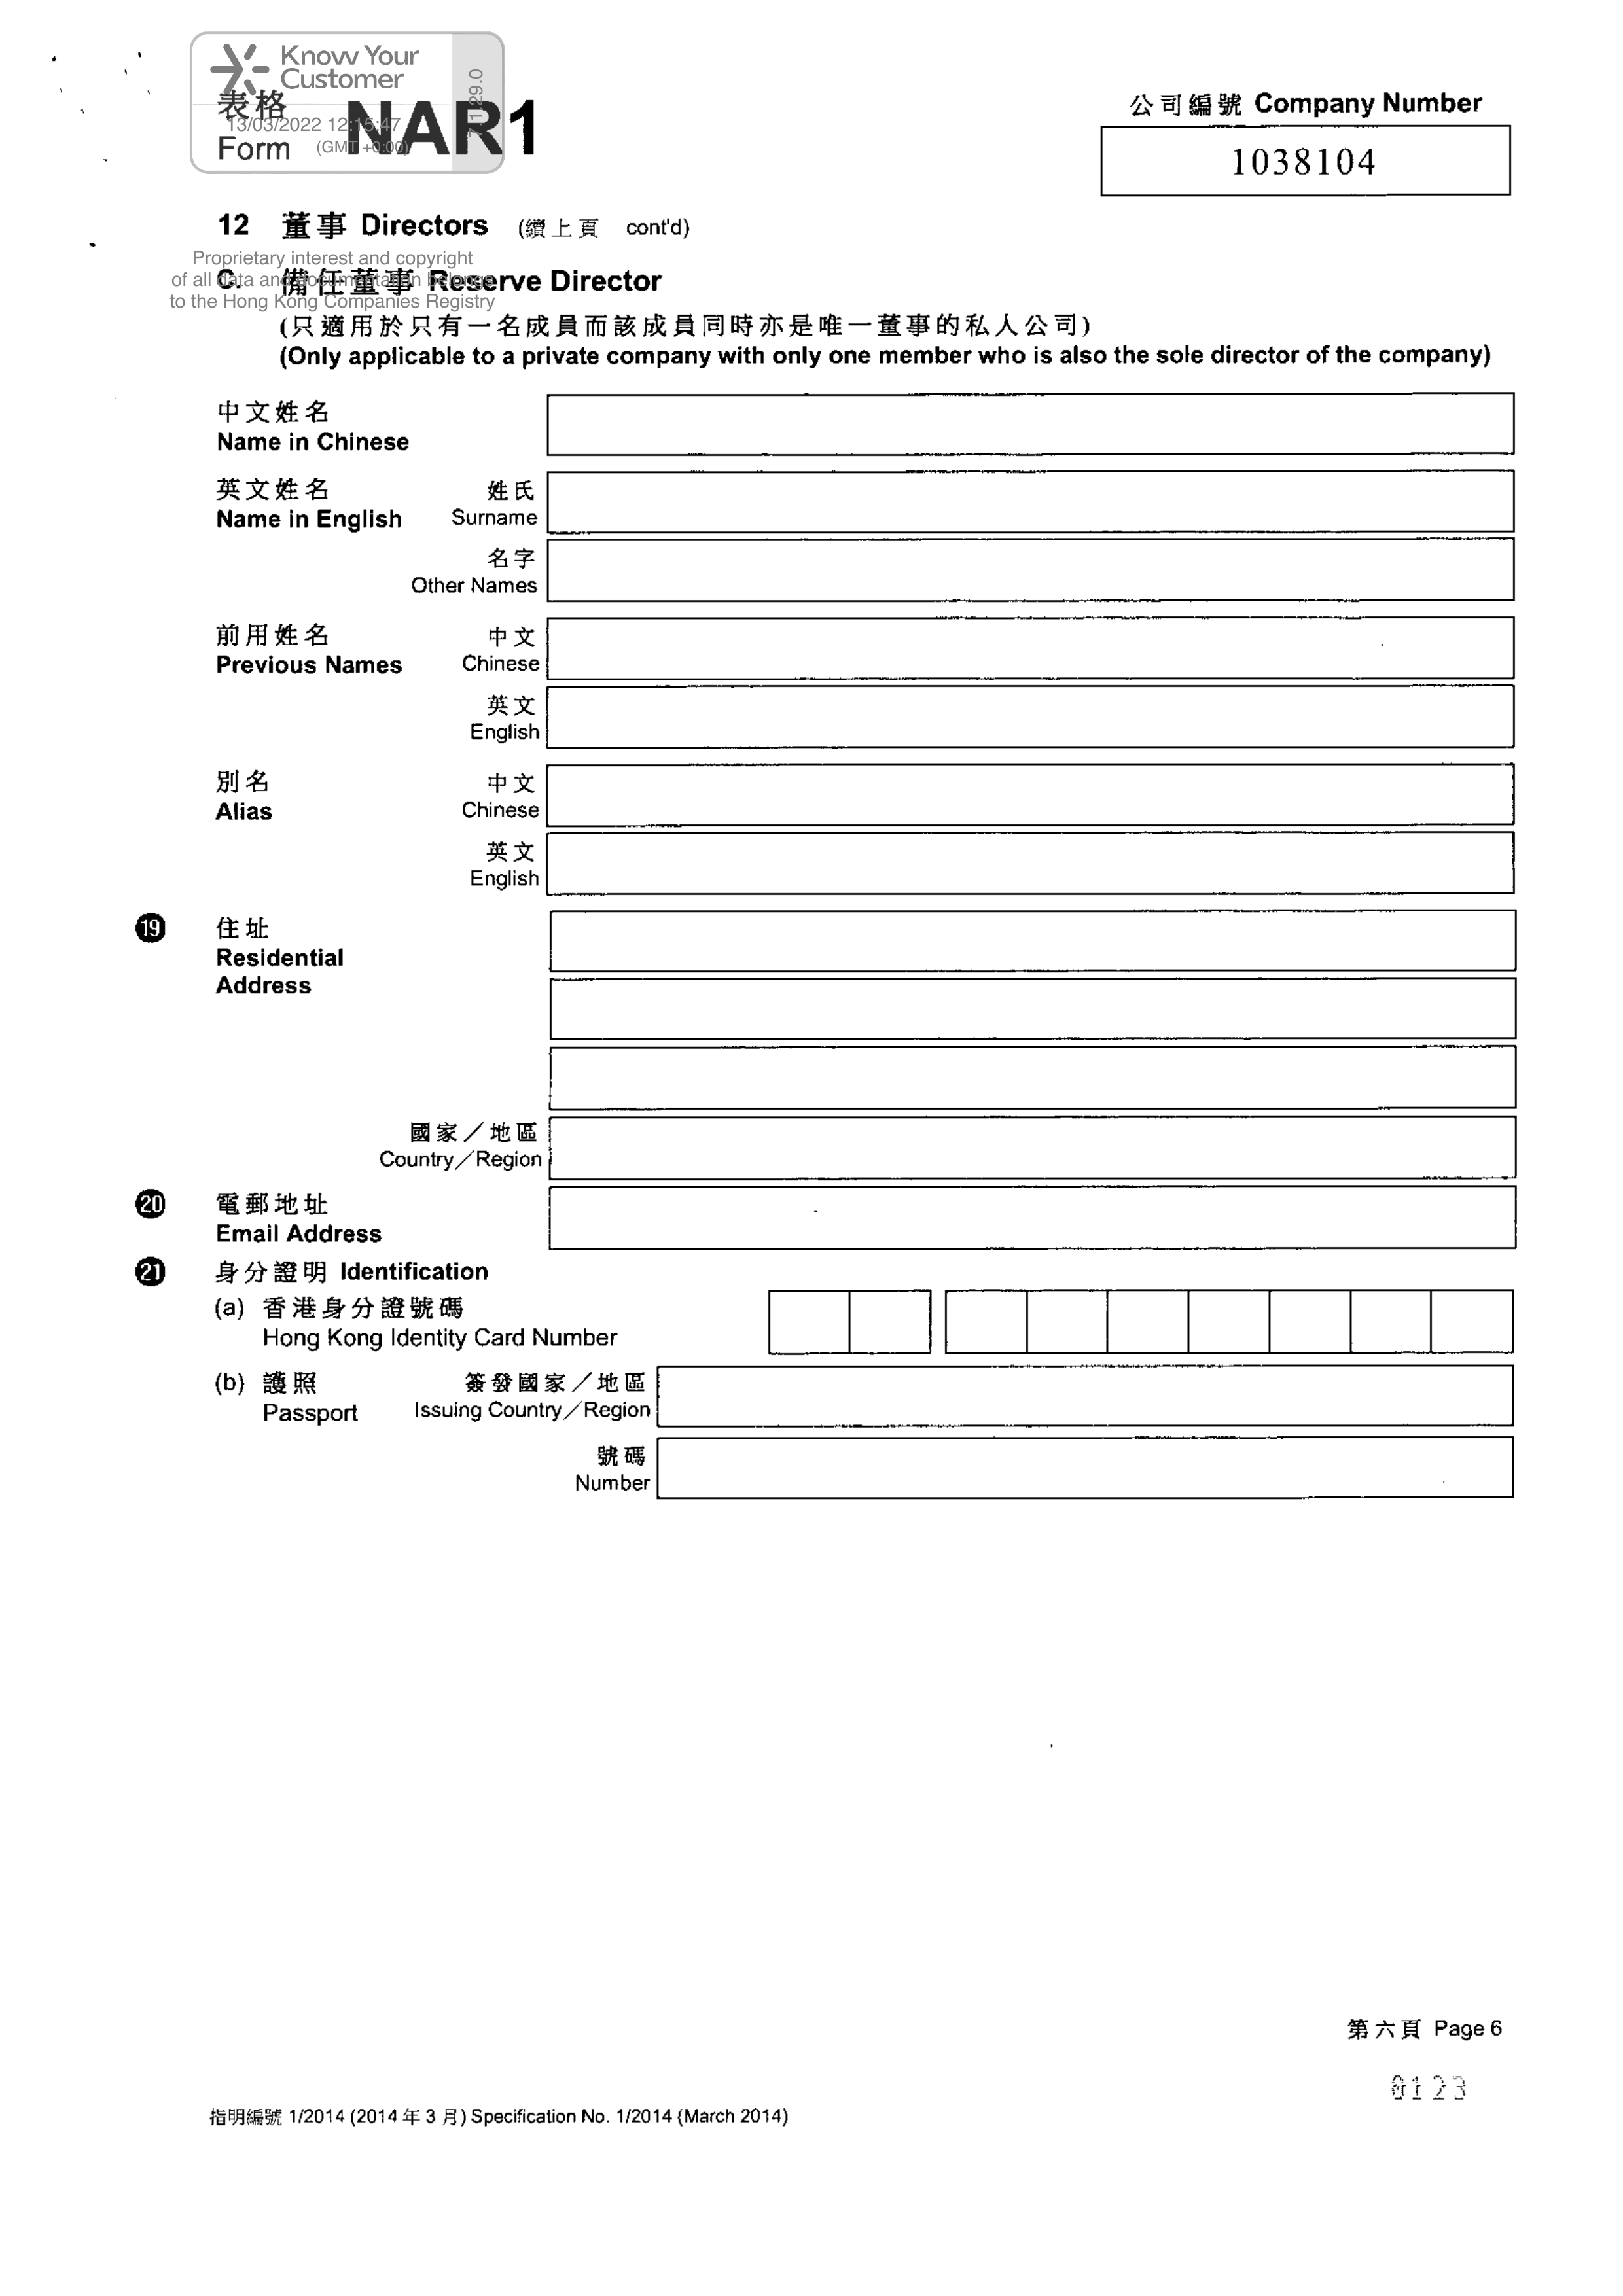 Know Your
Customer
表格
13/03/2022 12:15:47
Form NAR1
(GMT +0:00)
公司編號 Company Number
1038104
12 董事 Directors (續上頁 cont'd)
Proprietary interest and copyright
of all data and documentation belongs
to the Hong Kong Companies Registry
C. 備任董事 Reserve Director
(只適用於只有一名成員而該成員同時亦是唯一董事的私人公司)
(Only applicable to a private company with only one member who is also the sole director of the company)
中文姓名
Name in Chinese
英文姓名 姓氏
Name in English Surname
名字
Other Names
前用姓名 中文
Previous Names Chinese
英文
English
別名 中文
Alias Chinese
英文
English
19 住址
Residential
Address
國家／地區
Country／Region
20 電郵地址
Email Address
21 身分證明 Identification
(a) 香港身分證號碼
Hong Kong Identity Card Number
(b) 護照 簽發國家／地區
Passport Issuing Country／Region
號碼
Number
第六頁 Page 6
0123
指明編號 1/2014 (2014 年 3 月) Specification No. 1/2014 (March 2014)